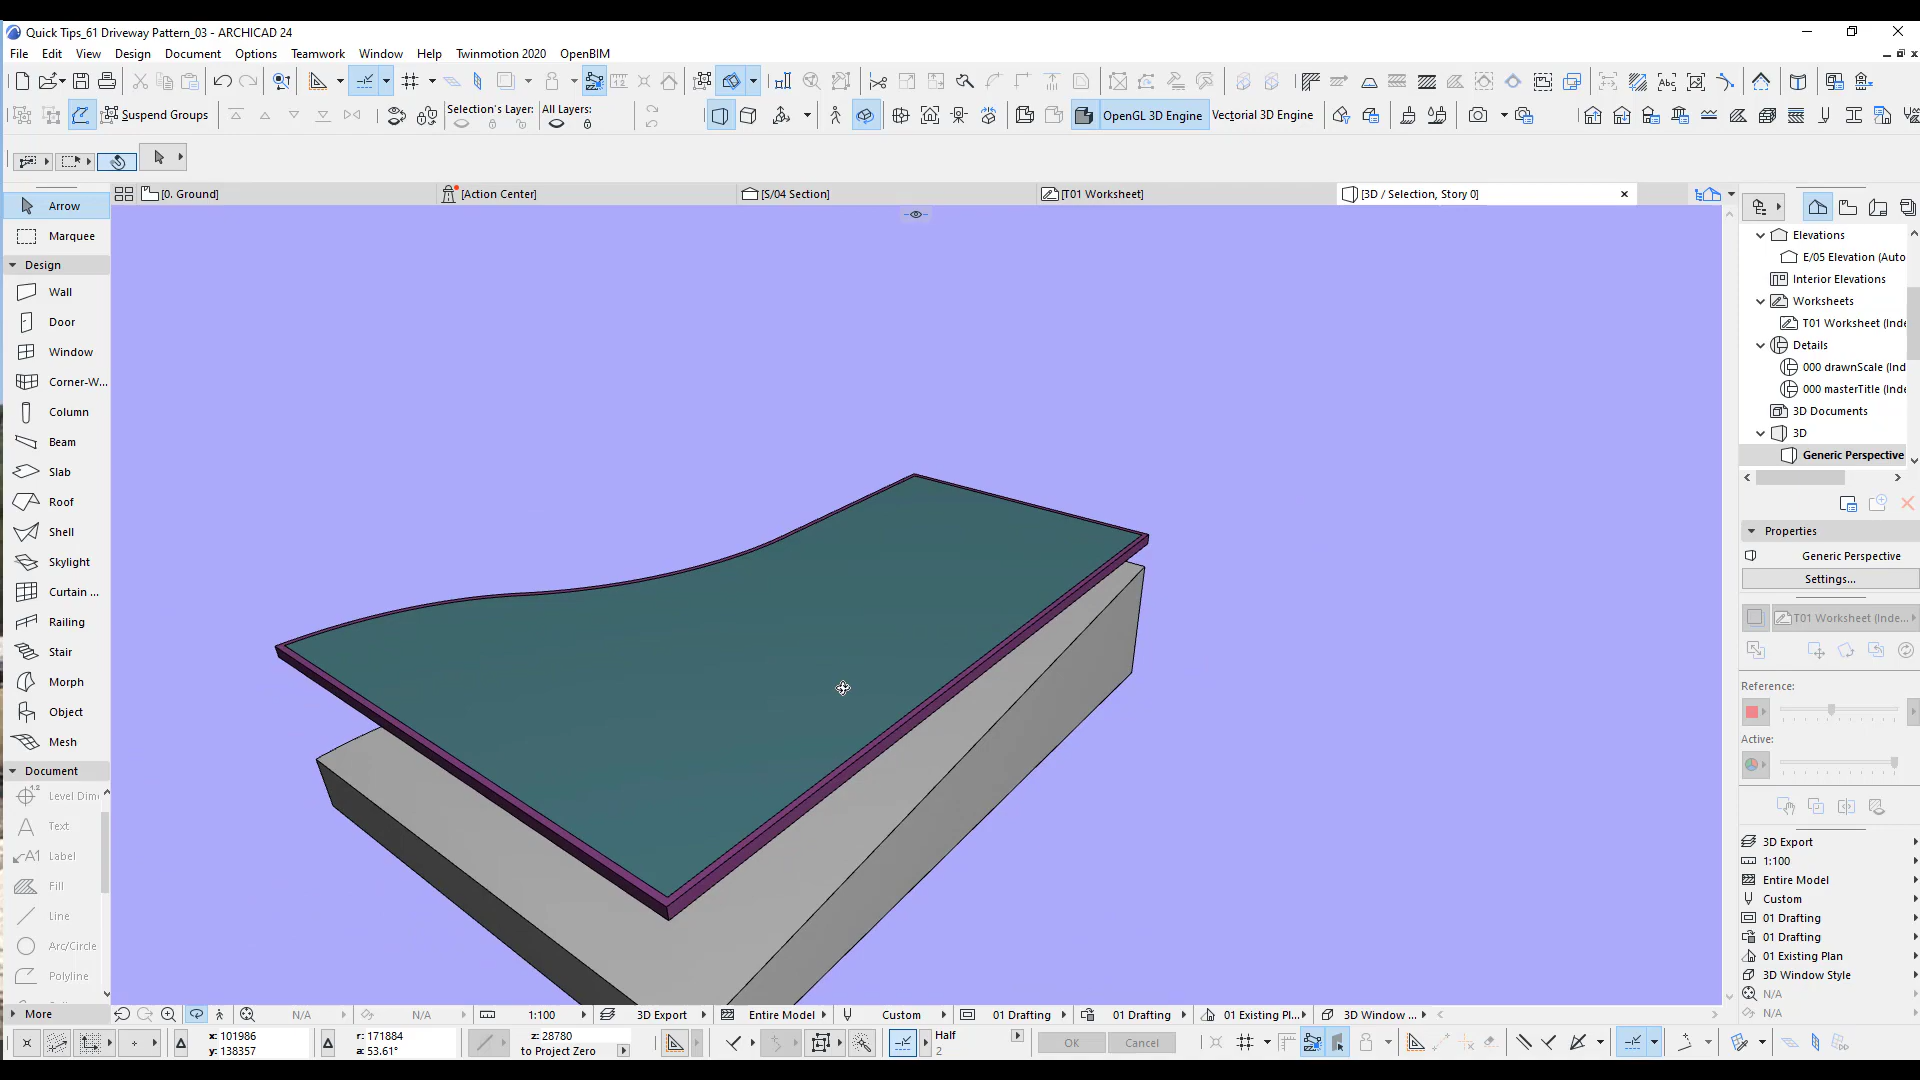 Quick Tips_61 Driveway Pattern_03 - ARCHICAD 24
File Edit View Design Document Options Teamwork Window Help Twinmotion 2020 OpenBIM
Suspend Groups
Selection's Layer: All Layers:
OpenGL 3D Engine Vectorial 3D Engine
[0. Ground] [Action Center] [S/04 Section] [T01 Worksheet] [3D / Selection, Story 0]
Arrow
Marquee
Design
Wall
Door
Window
Corner-W...
Column
Beam
Slab
Roof
Shell
Skylight
Curtain ...
Railing
Stair
Morph
Object
Mesh
Document
Level Dim
Text
A1 Label
Fill
Line
Arc/Circle
Polyline
More
Elevations
E/05 Elevation (Auto
Interior Elevations
Worksheets
T01 Worksheet (Inde
Details
000 drawnScale (Ind
000 masterTitle (Inde
3D Documents
3D
Generic Perspective
Properties
Generic Perspective
Settings...
T01 Worksheet (Inde...
Reference:
Active:
3D Export
1:100
Entire Model
Custom
01 Drafting
01 Drafting
01 Existing Plan
3D Window Style
N/A
N/A
N/A N/A 1:100 3D Export Entire Model Custom 01 Drafting 01 Drafting 01 Existing Pl... 3D Window ...
x: 101986 r: 171884 z: 28780 Half
y: 138357 a: 53.61° to Project Zero 2 OK Cancel